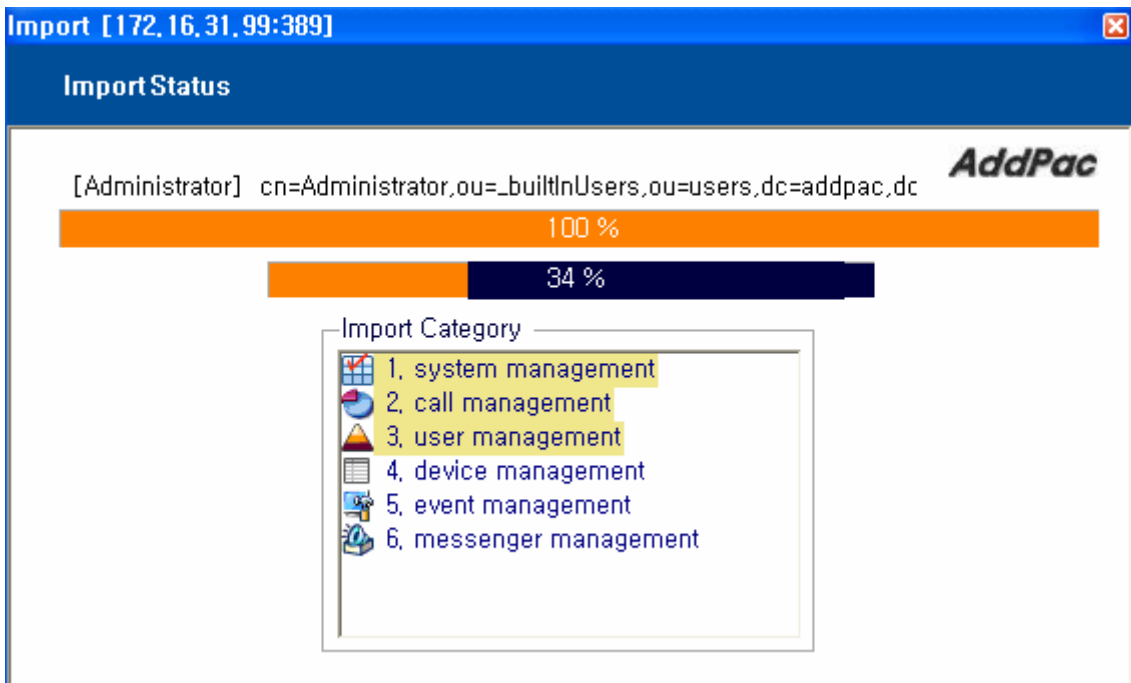 Import [172,16,31,99:389]
Import Status
AddPac
[Administrator] cn=Administrator,ou=_builtInUsers,ou=users,dc=addpac,dc
100 %
34 %
Import Category
1, system management
2, call management
3, user management
4, device management
5, event management
6, messenger management